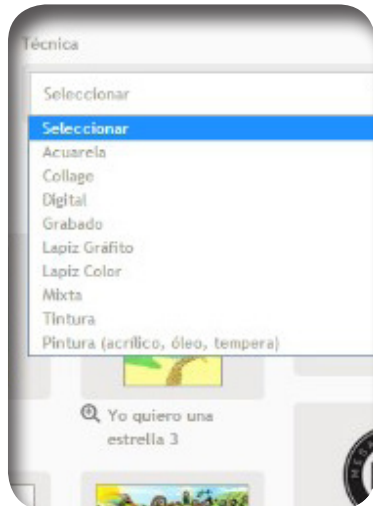 Técnica
Seleccionar
Seleccionar
Acuarela
Collage
Digital
Grabado
Lapiz Gráfito
Lapiz Color
Mixta
Tintura
Pintura (acrílico, óleo, tempera)
Yo quiero una
estrella 3